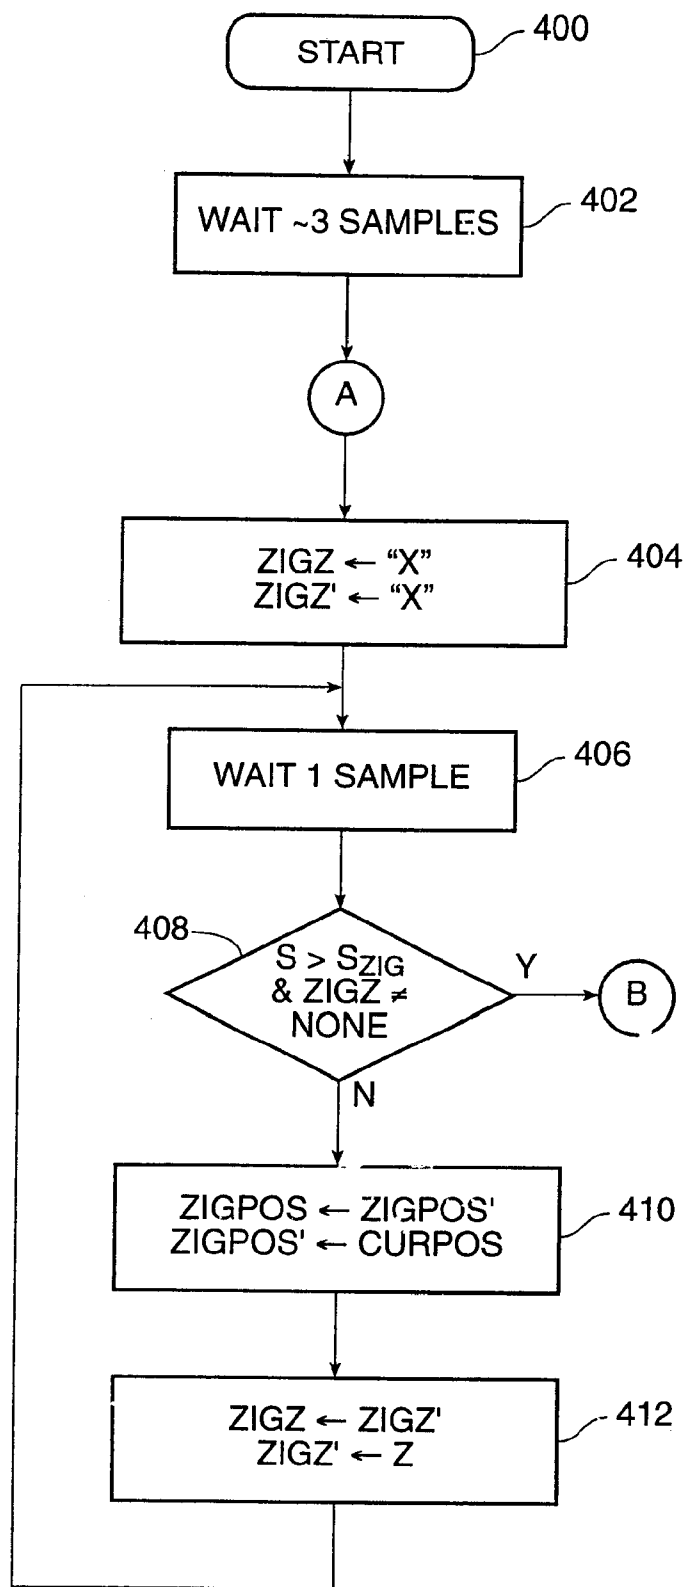 START
400
WAIT ~3 SAMPLES
402
A
ZIGZ ← “X”
ZIGZ' ← “X”
404
WAIT 1 SAMPLE
406
408
S > SZIG
& ZIGZ ≠
NONE
Y
B
N
ZIGPOS ← ZIGPOS'
ZIGPOS' ← CURPOS
410
ZIGZ ← ZIGZ'
ZIGZ' ← Z
412